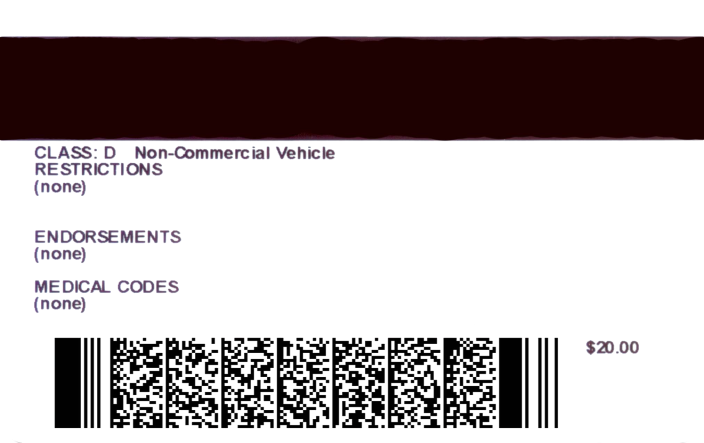 CLASS: D Non-Commercial Vehicle
RESTRICTIONS
(none)
ENDORSEMENTS
(none)
MEDICAL CODES
(none)
$20.00